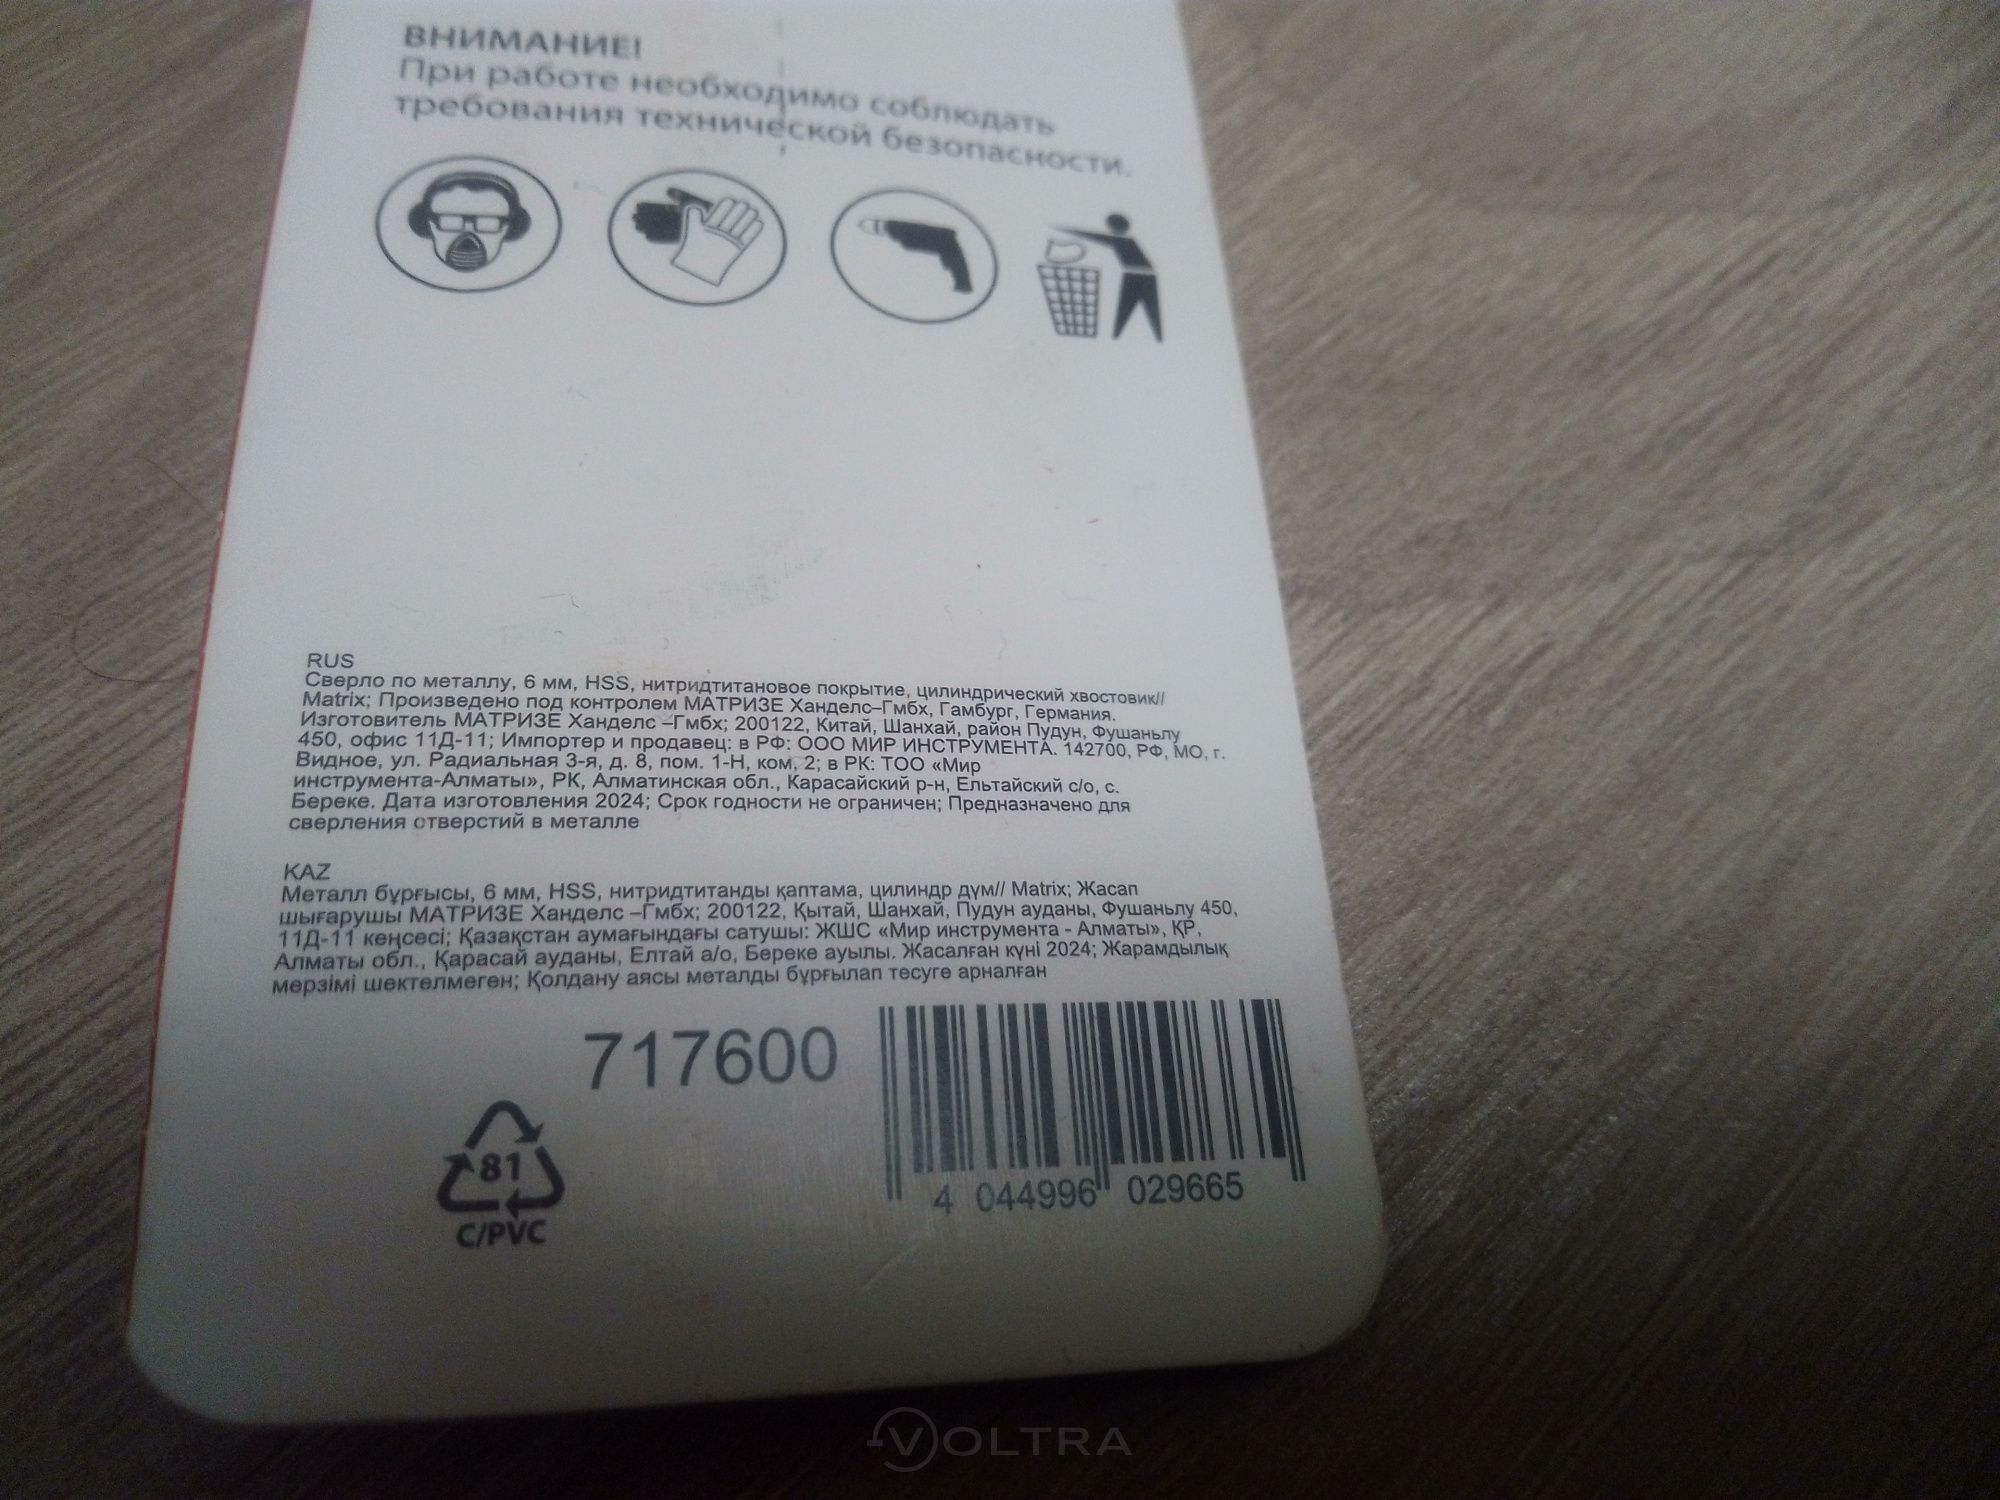 ВНИМАНИЕ!
При работе необходимо соблюдать
требования технической безопасности.
RUS
Сверло по металлу, 6 мм, HSS, нитридтитановое покрытие, цилиндрический хвостовик//
Matrix; Произведено под контролем МАТРИЗЕ Ханделс–Гмбх, Гамбург, Германия.
Изготовитель МАТРИЗЕ Ханделс –Гмбх; 200122, Китай, Шанхай, район Пудун, Фушаньлу
450, офис 11Д-11; Импортер и продавец: в РФ: ООО МИР ИНСТРУМЕНТА. 142700, РФ, МО, г.
Видное, ул. Радиальная 3-я, д. 8, пом. 1-Н, ком, 2; в РК: ТОО «Мир
инструмента-Алматы», РК, Алматинская обл., Карасайский р-н, Ельтайский с/о, с.
Береке. Дата изготовления 2024; Срок годности не ограничен; Предназначено для
сверления отверстий в металле
KAZ
Металл бұрғысы, 6 мм, HSS, нитридтитанды қаптама, цилиндр дүм// Matrix; Жасап
шығарушы МАТРИЗЕ Ханделс –Гмбх; 200122, Қытай, Шанхай, Пудун ауданы, Фушаньлу 450,
11Д-11 кеңсесі; Қазақстан аумағындағы сатушы: ЖШС «Мир инструмента - Алматы», ҚР,
Алматы обл., Қарасай ауданы, Елтай а/о, Береке ауылы. Жасалған күні 2024; Жарамдылық
мерзімі шектелмеген; Қолдану аясы металды бұрғылап тесуге арналған
717600
81
C/PVC
4 044996 029665
VOLTRA